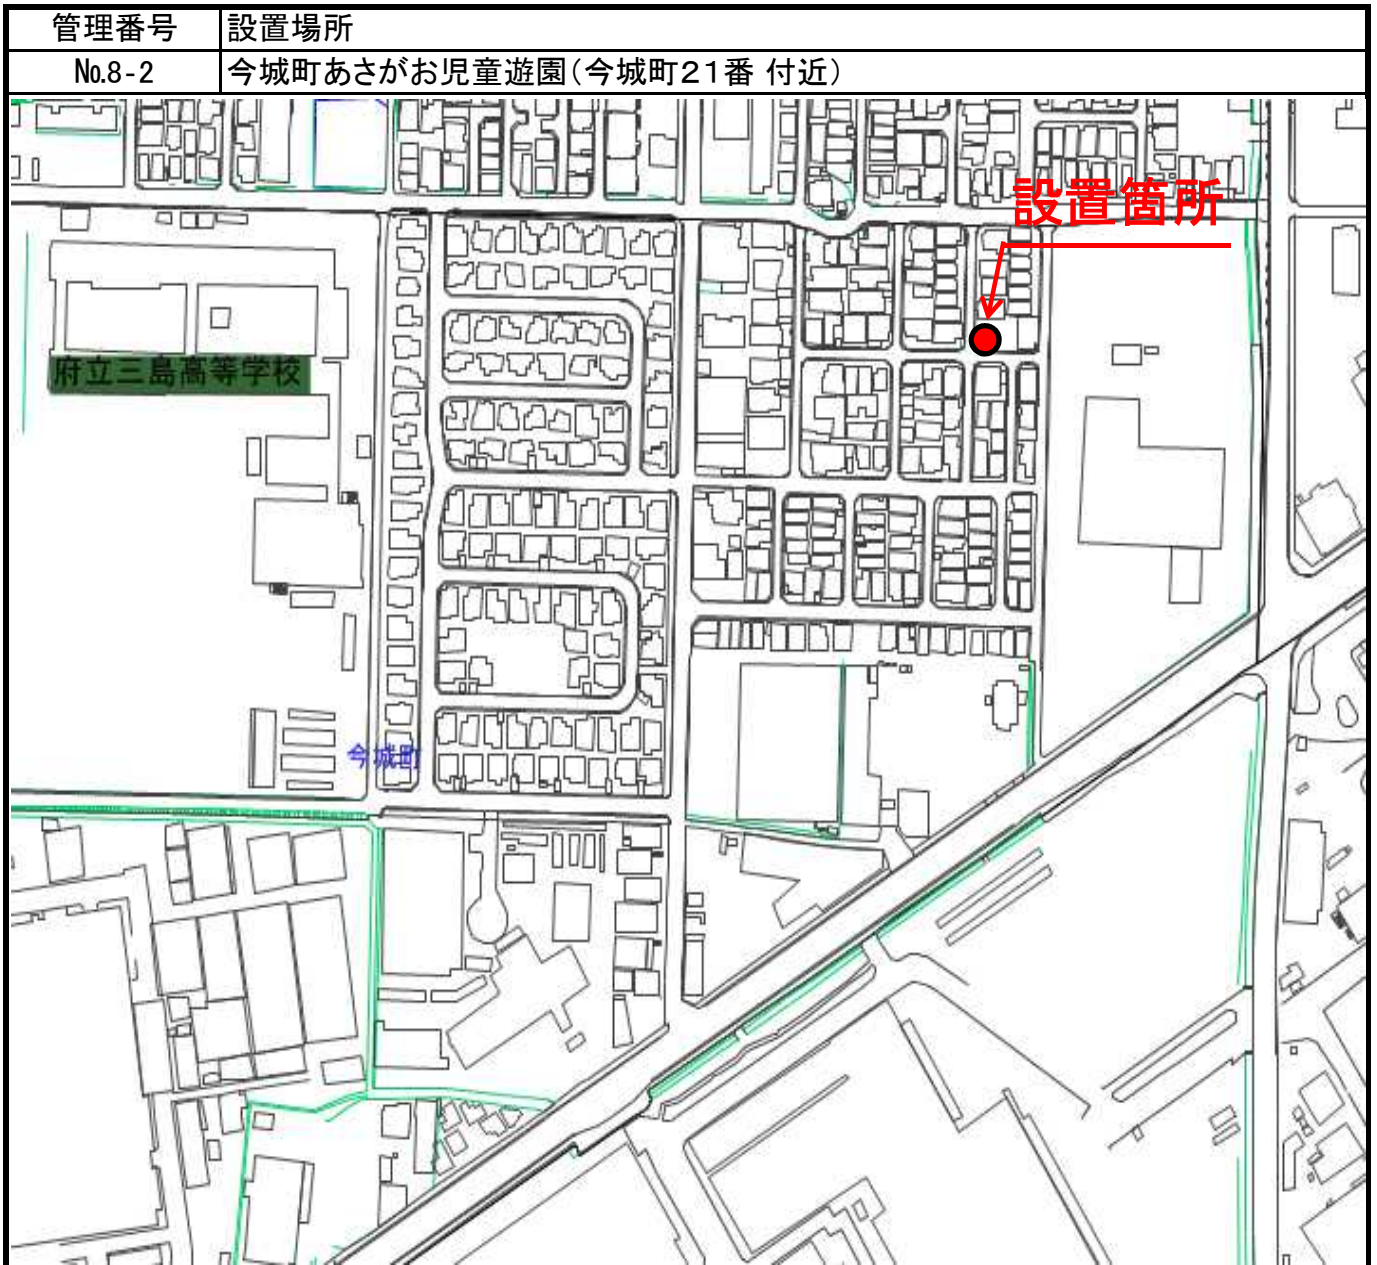 管理番号 設置場所
№8-2 今城町あさがお児童遊園(今城町21番 付近)
設置箇所
府立三島高等学校
今城町